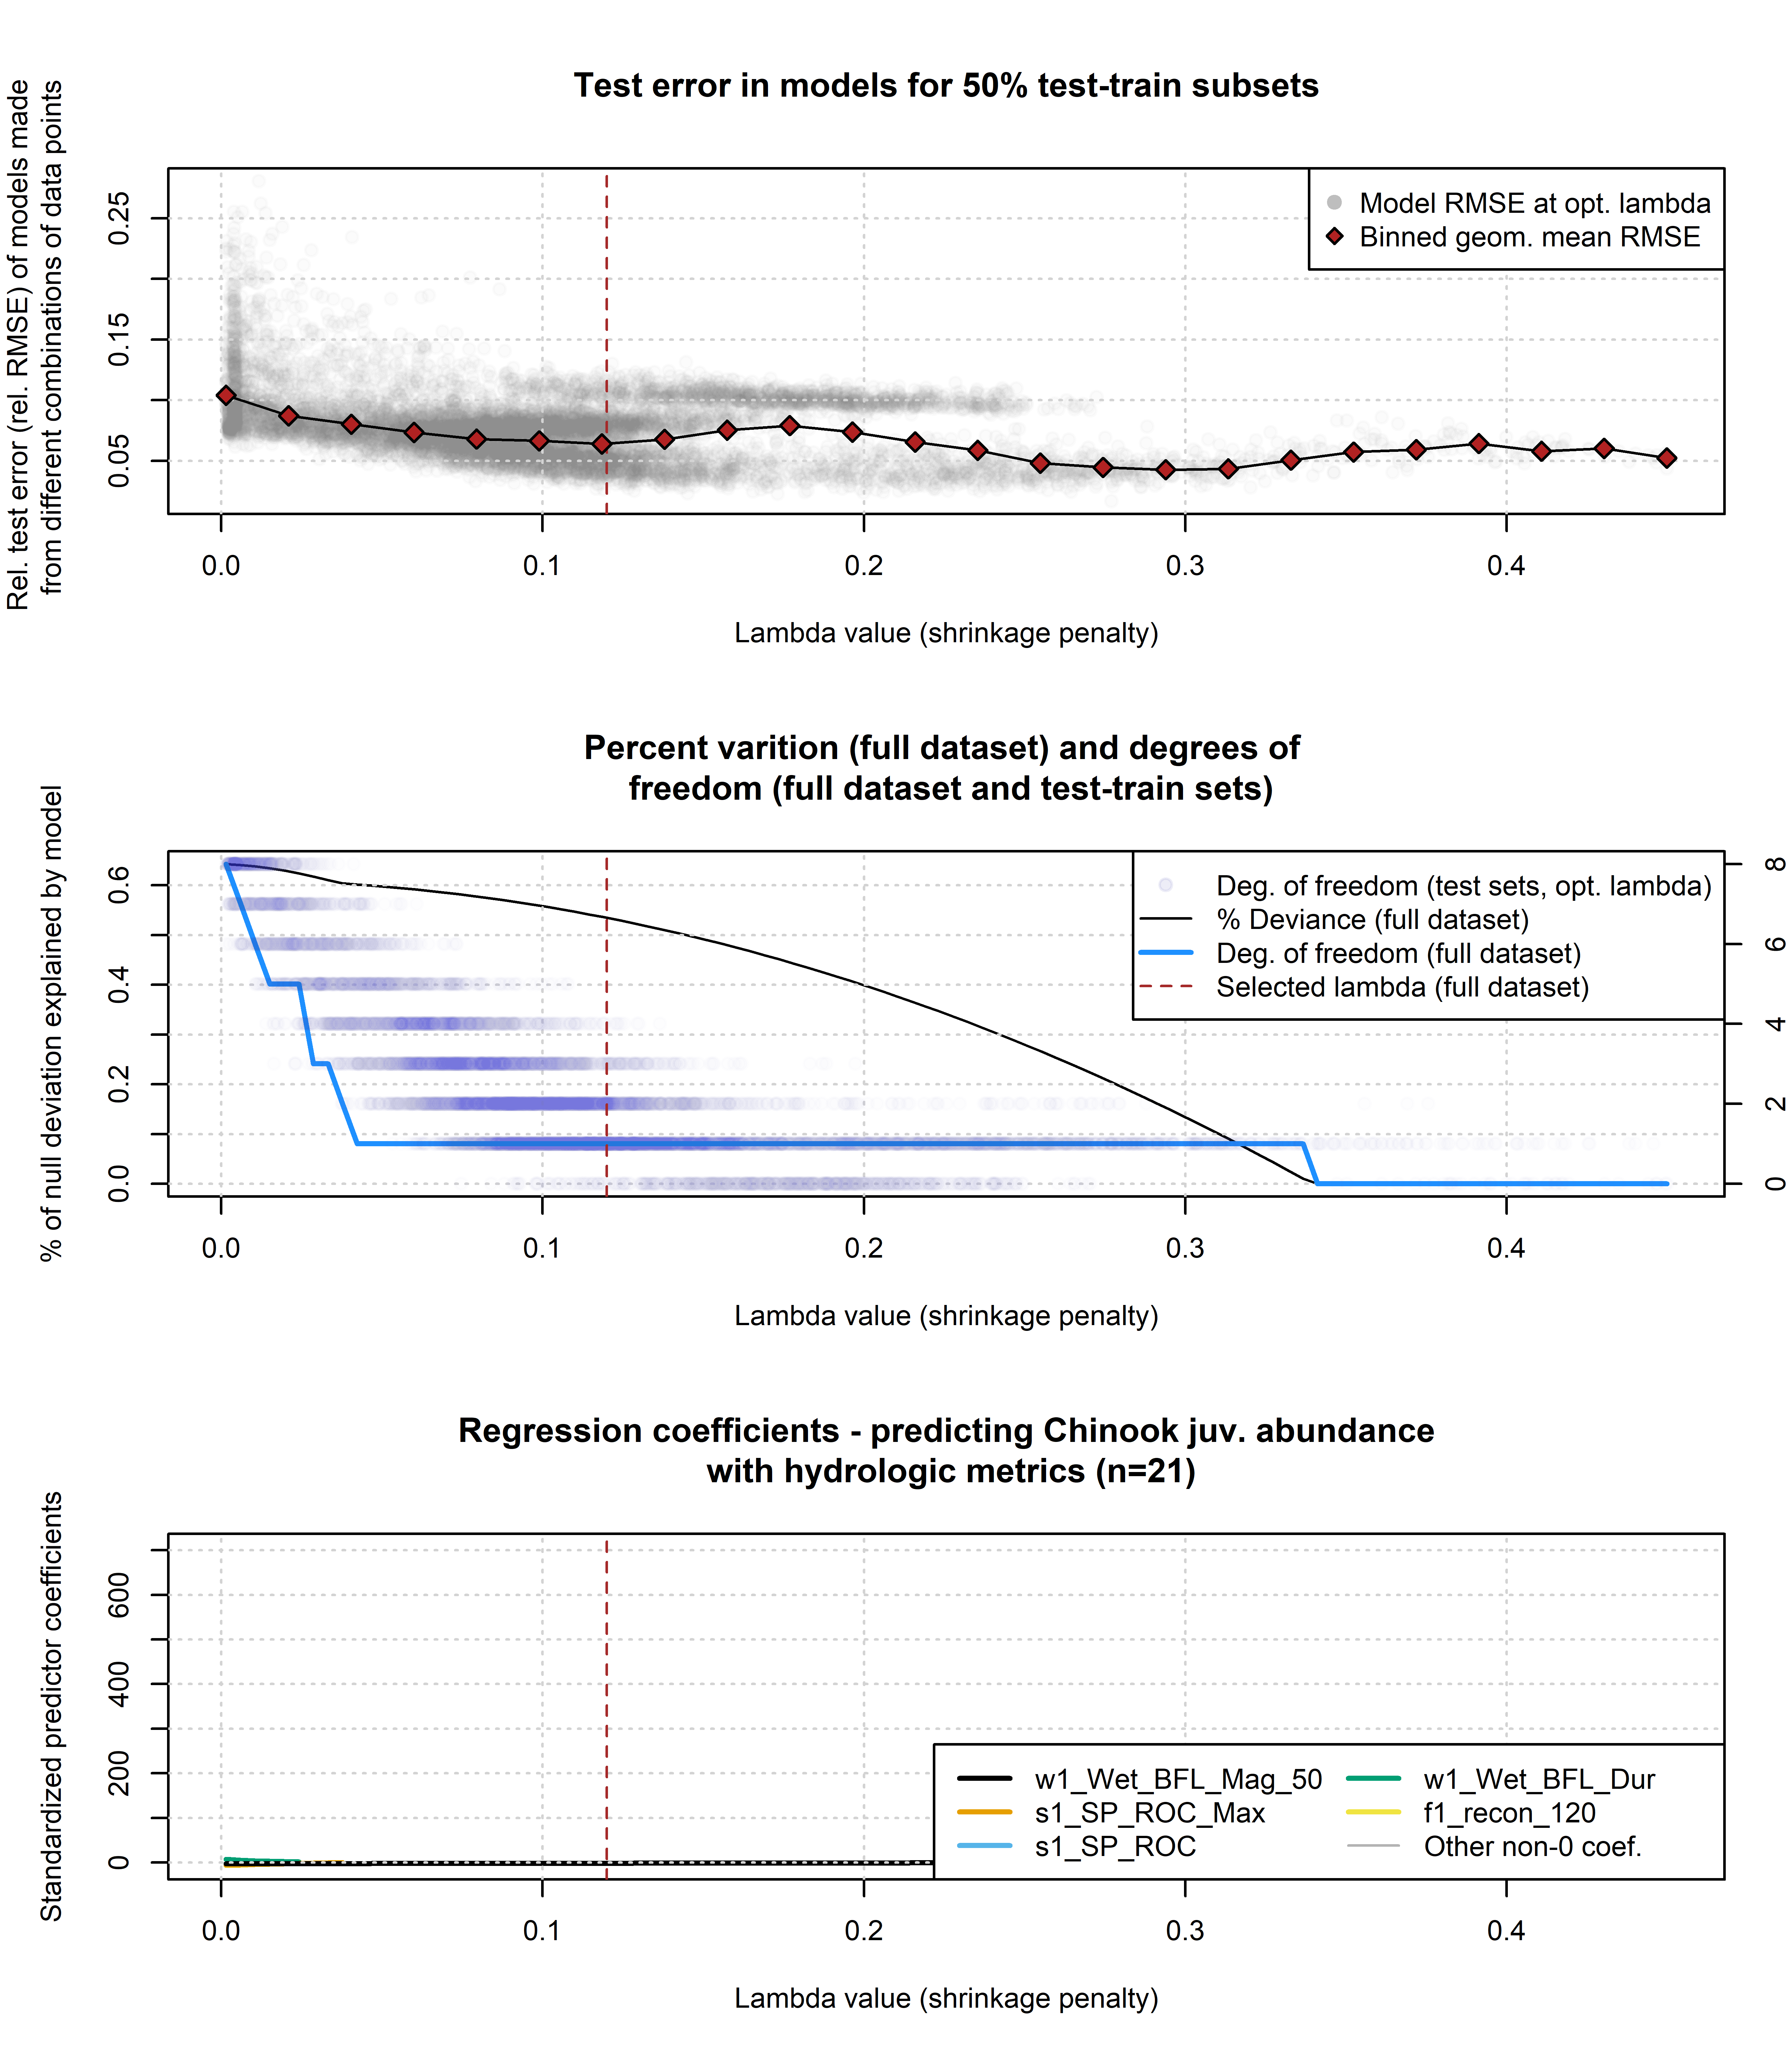 Test error in models for 50% test-train subsets
Rel. test error (rel. RMSE) of models made
from different combinations of data points
0.25
0.15
0.05
Model RMSE at opt. lambda
Binned geom. mean RMSE
0.0 0.1 0.2 0.3 0.4
Lambda value (shrinkage penalty)
Percent varition (full dataset) and degrees of
freedom (full dataset and test-train sets)
% of null deviation explained by model
0.6
0.4
0.2
0.0
Deg. of freedom (test sets, opt. lambda)
% Deviance (full dataset)
Deg. of freedom (full dataset)
Selected lambda (full dataset)
8
6
4
2
0
0.0 0.1 0.2 0.3 0.4
Lambda value (shrinkage penalty)
Regression coefficients - predicting Chinook juv. abundance
with hydrologic metrics (n=21)
Standardized predictor coefficients
600
400
200
0
w1_Wet_BFL_Mag_50 w1_Wet_BFL_Dur
s1_SP_ROC_Max f1_recon_120
s1_SP_ROC Other non-0 coef.
0.0 0.1 0.2 0.3 0.4
Lambda value (shrinkage penalty)